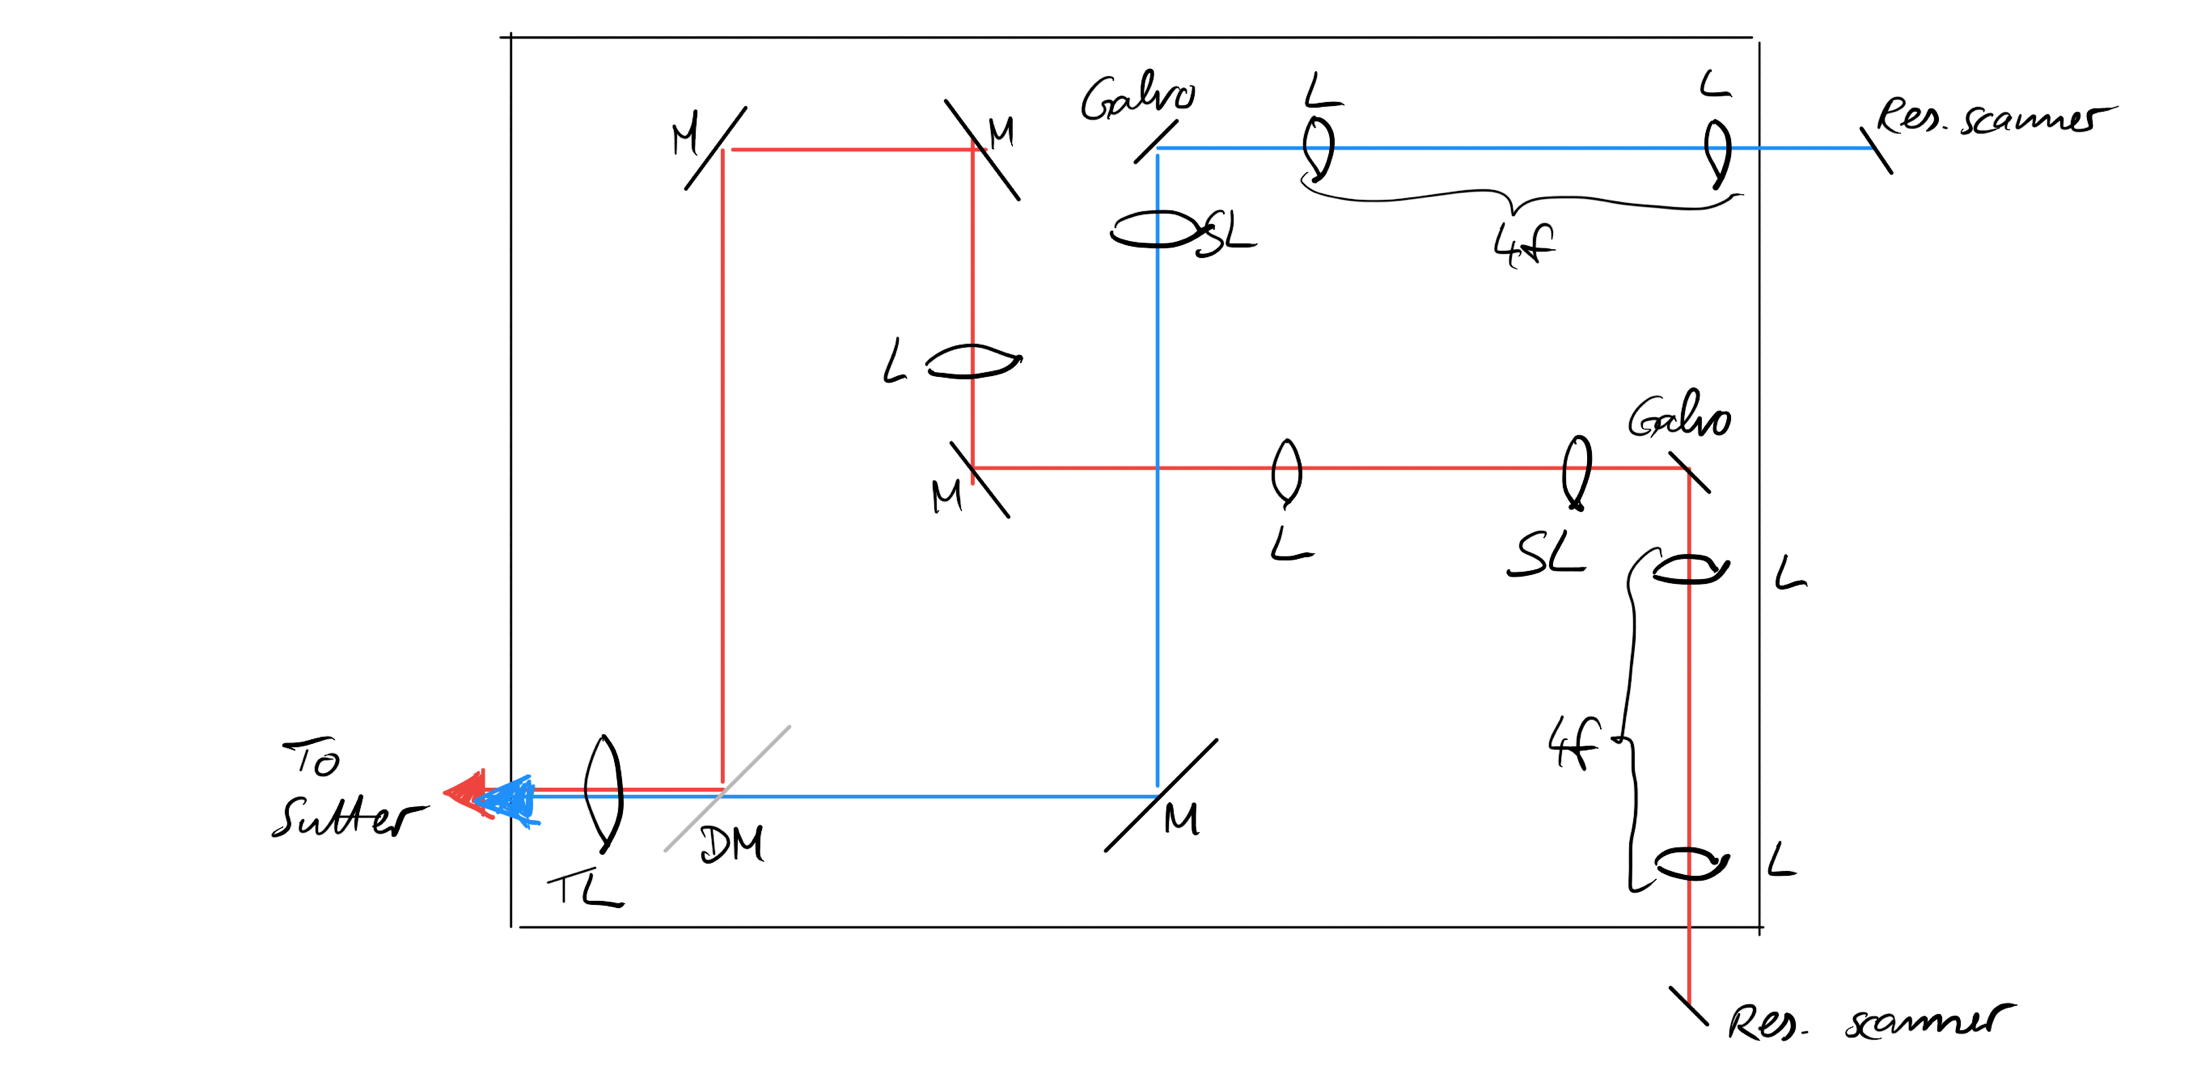 L
L
Galvo
Res. scanner
M
M
SL
4f
L
Galvo
M
L
SL
L
4f
To
Sutter
M
DM
L
TL
Res. scanner